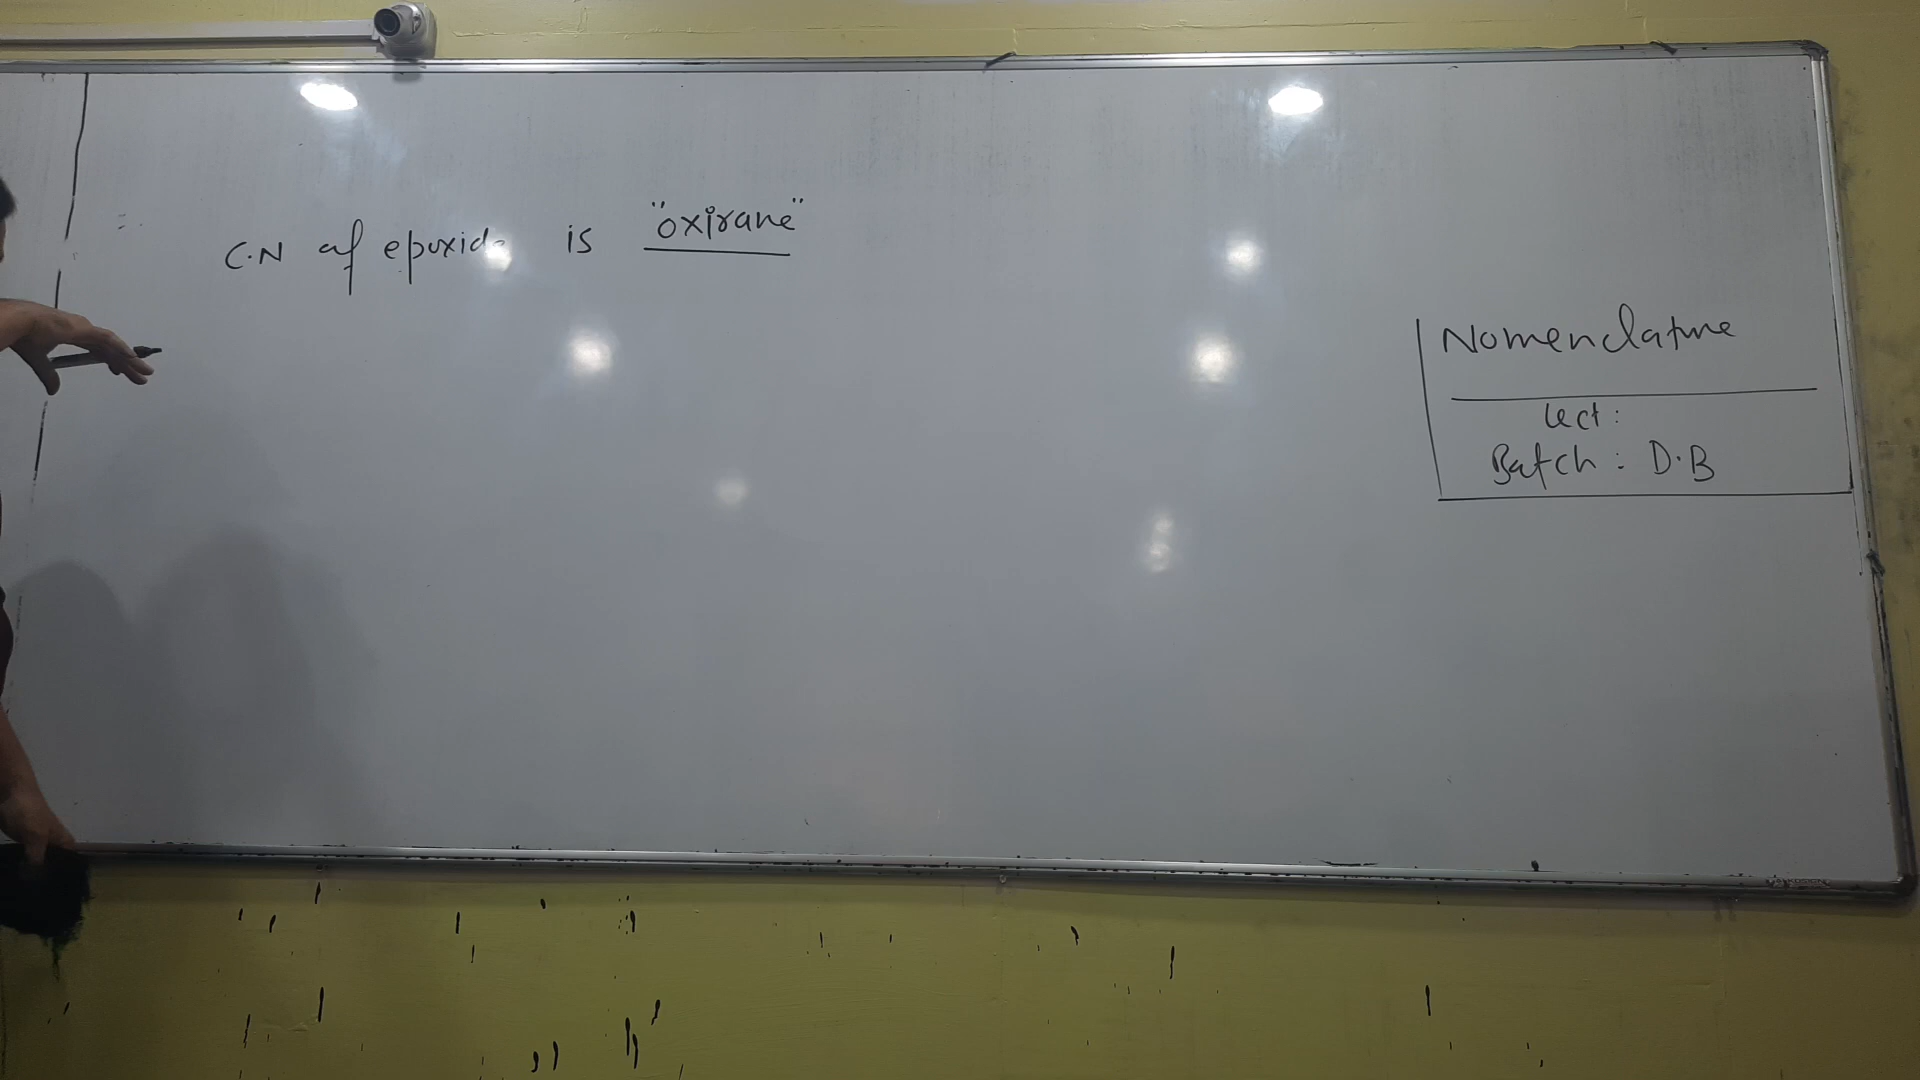 C.N of epoxide is "oxirane"
Nomenclature
Lect:
Batch: D.B